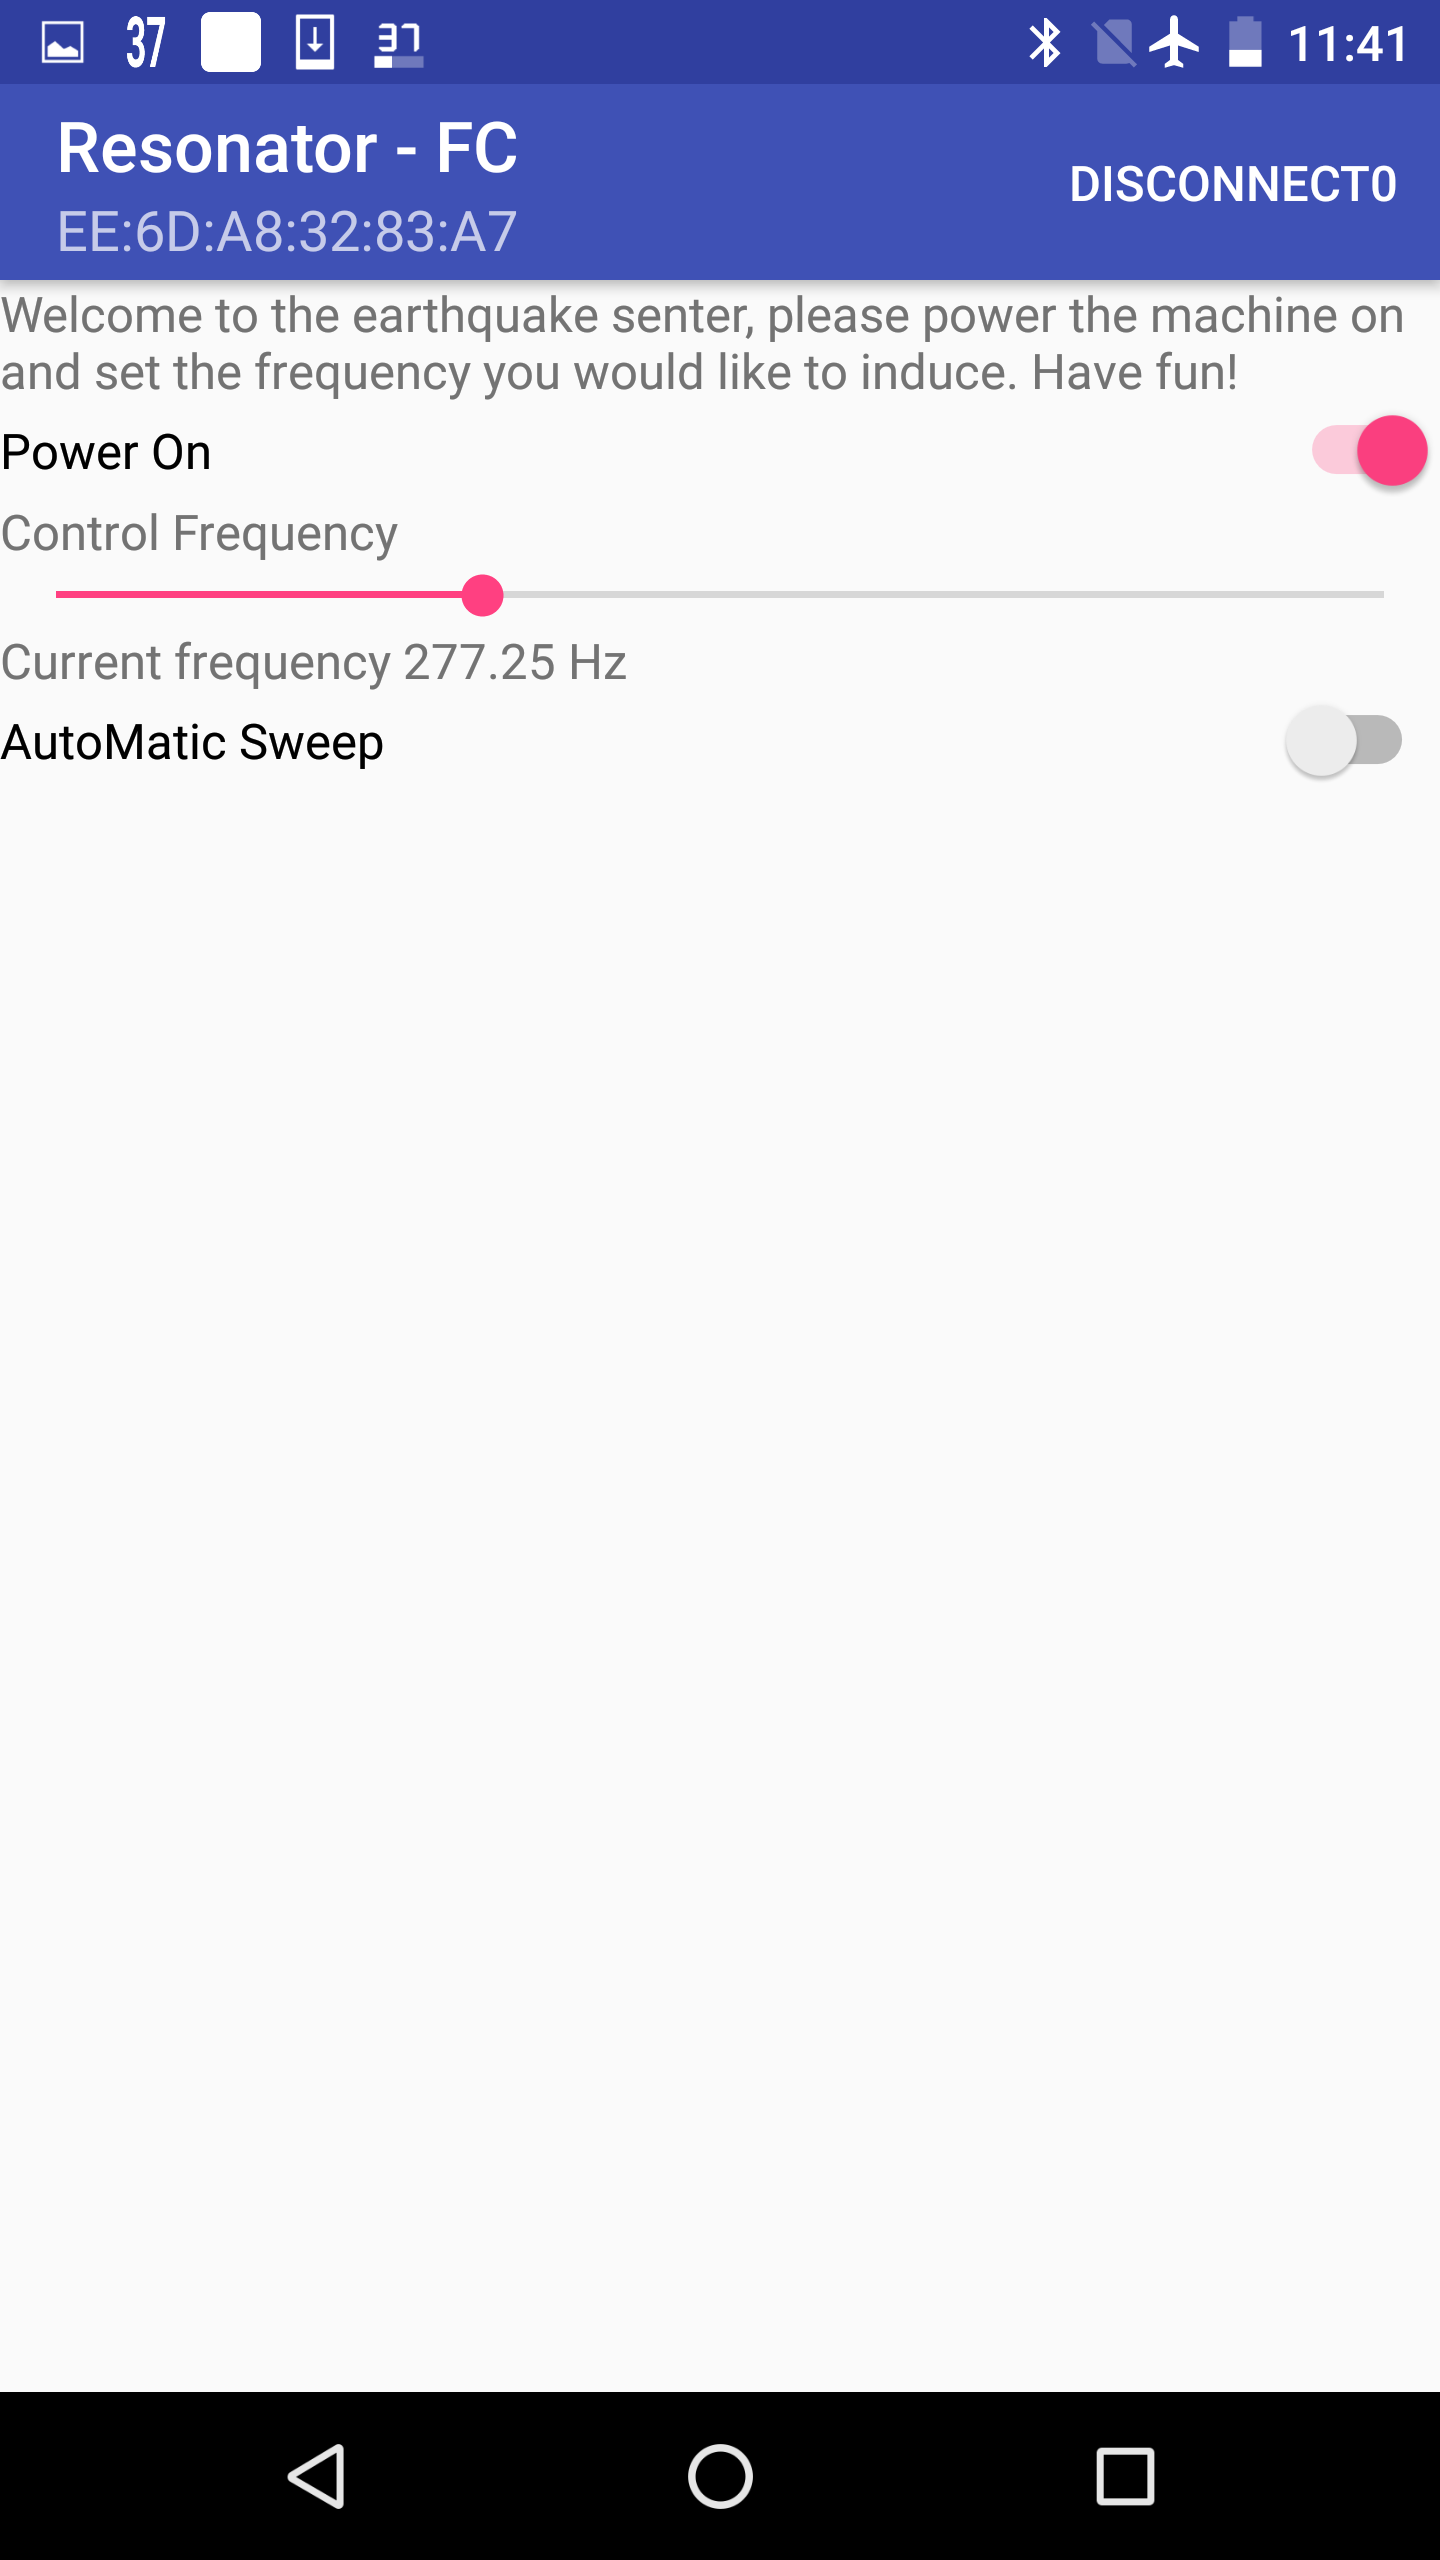 37
37
11:41
Resonator - FC
EE:6D:A8:32:83:A7
DISCONNECT0
Welcome to the earthquake senter, please power the machine on
and set the frequency you would like to induce. Have fun!
Power On
Control Frequency
Current frequency 277.25 Hz
AutoMatic Sweep